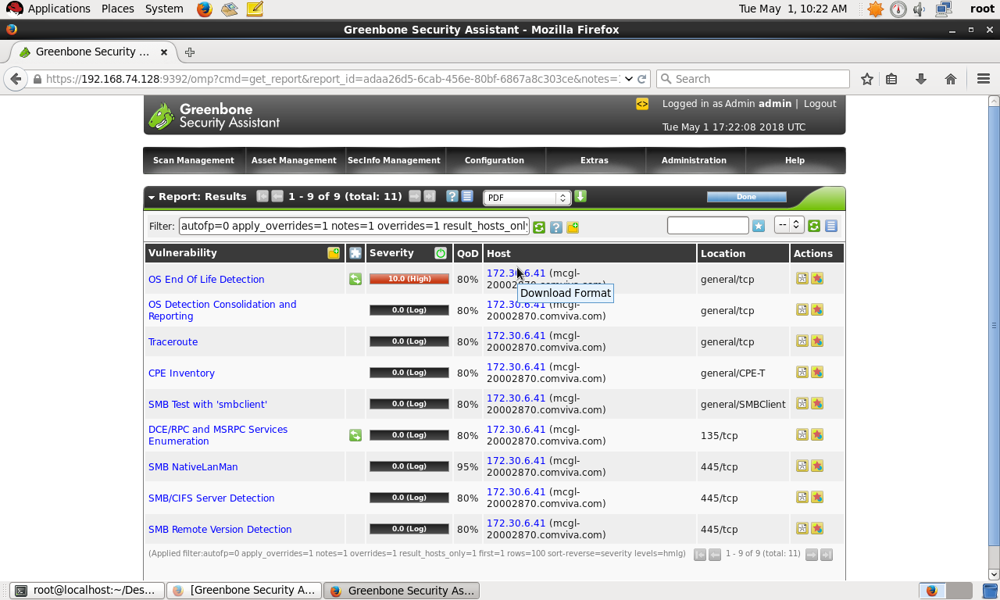 Applications Places System Tue May 1, 10:22 AM root
Greenbone Security Assistant - Mozilla Firefox
Greenbone Security ...
https://192.168.74.128:9392/omp?cmd=get_report&report_id=adaa26d5-6cab-456e-80bf-6867a8c303ce&notes=1 Search
Greenbone
Security Assistant
Logged in as Admin admin | Logout
Tue May 1 17:22:08 2018 UTC
Scan Management Asset Management SecInfo Management Configuration Extras Administration Help
Report: Results 1 - 9 of 9 (total: 11) PDF Done
Filter: autofp=0 apply_overrides=1 notes=1 overrides=1 result_hosts_only --
Vulnerability Severity QoD Host Location Actions
OS End Of Life Detection 10.0 (High) 80% 172.30.6.41 (mcgl-
20002870.comviva.com) general/tcp
Download Format
OS Detection Consolidation and
Reporting 0.0 (Log) 80% 172.30.6.41 (mcgl-
20002870.comviva.com) general/tcp
Traceroute 0.0 (Log) 80% 172.30.6.41 (mcgl-
20002870.comviva.com) general/tcp
CPE Inventory 0.0 (Log) 80% 172.30.6.41 (mcgl-
20002870.comviva.com) general/CPE-T
SMB Test with 'smbclient' 0.0 (Log) 80% 172.30.6.41 (mcgl-
20002870.comviva.com) general/SMBClient
DCE/RPC and MSRPC Services
Enumeration 0.0 (Log) 80% 172.30.6.41 (mcgl-
20002870.comviva.com) 135/tcp
SMB NativeLanMan 0.0 (Log) 95% 172.30.6.41 (mcgl-
20002870.comviva.com) 445/tcp
SMB/CIFS Server Detection 0.0 (Log) 80% 172.30.6.41 (mcgl-
20002870.comviva.com) 445/tcp
SMB Remote Version Detection 0.0 (Log) 80% 172.30.6.41 (mcgl-
20002870.comviva.com) 445/tcp
(Applied filter:autofp=0 apply_overrides=1 notes=1 overrides=1 result_hosts_only=1 first=1 rows=100 sort-reverse=severity levels=hmlg) 1 - 9 of 9 (total: 11)
root@localhost:~/Des... [Greenbone Security A... Greenbone Security As...